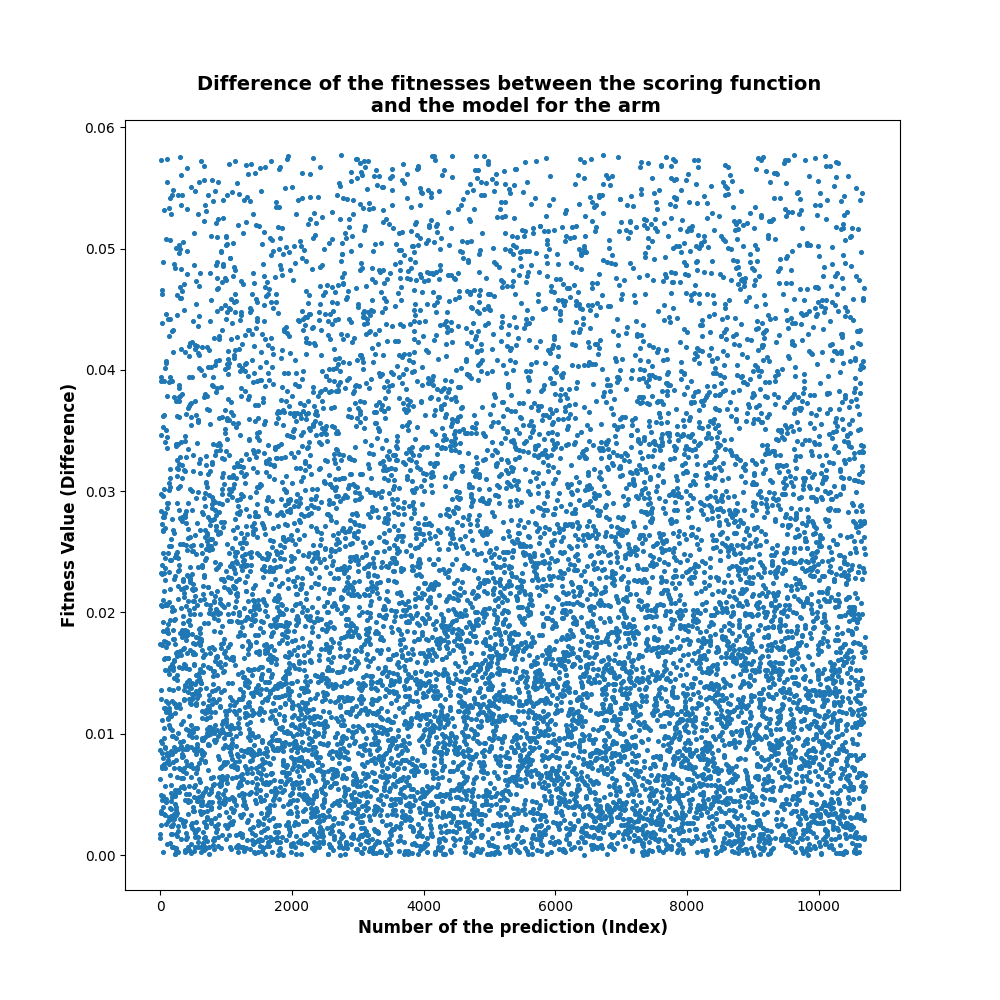 Difference of the fitnesses between the scoring function
and the model for the arm
0.06
0.05
0.04
0.03
0.02
0.01
0.00
Fitness Value (Difference)
0 2000 4000 6000 8000 10000
Number of the prediction (Index)